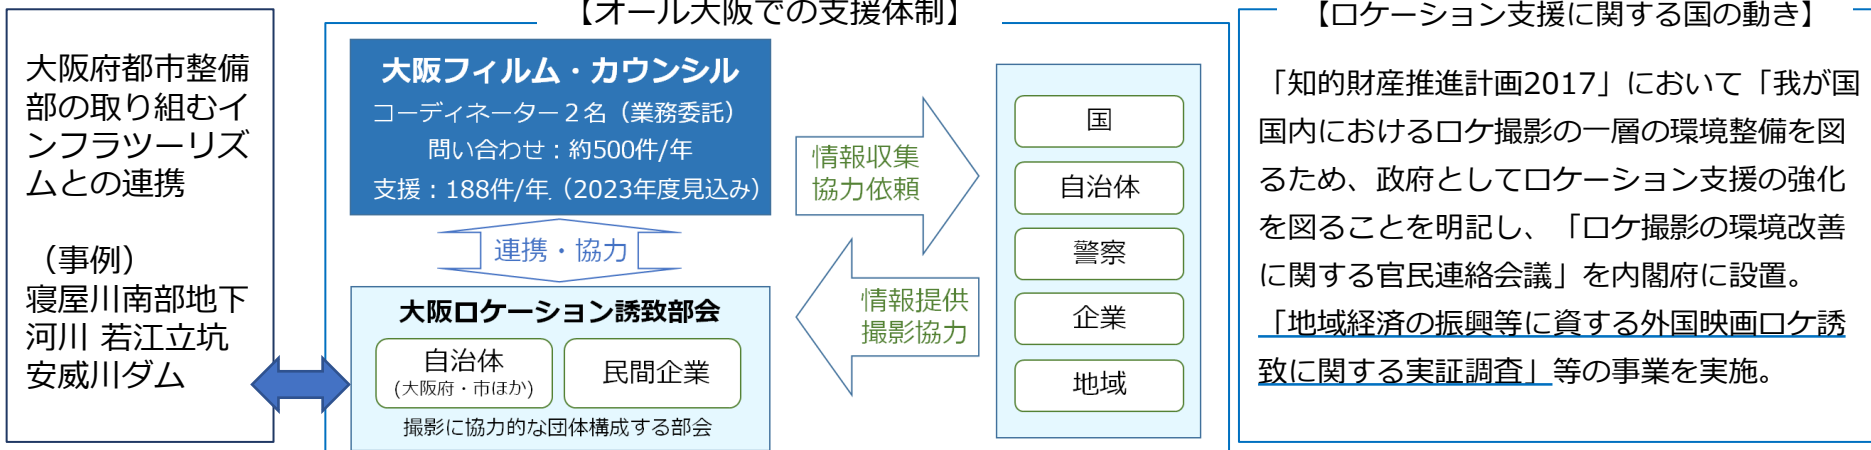 大阪府都市整備
部の取り組むイ
ンフラツーリズ
ムとの連携
（事例）
寝屋川南部地下
河川 若江立坑
安威川ダム
【オール大阪での支援体制】
大阪フィルム・カウンシル
コーディネーター２名（業務委託）
問い合わせ：約500件/年
支援：188件/年（2023年度見込み）
連携・協力
大阪ロケーション誘致部会
自治体
(大阪府・市ほか)
民間企業
撮影に協力的な団体構成する部会
情報収集
協力依頼
情報提供
撮影協力
国
自治体
警察
企業
地域
【ロケーション支援に関する国の動き】
「知的財産推進計画2017」において「我が国
国内におけるロケ撮影の一層の環境整備を図
るため、政府としてロケーション支援の強化
を図ることを明記し、「ロケ撮影の環境改善
に関する官民連絡会議」を内閣府に設置。
「地域経済の振興等に資する外国映画ロケ誘
致に関する実証調査」等の事業を実施。